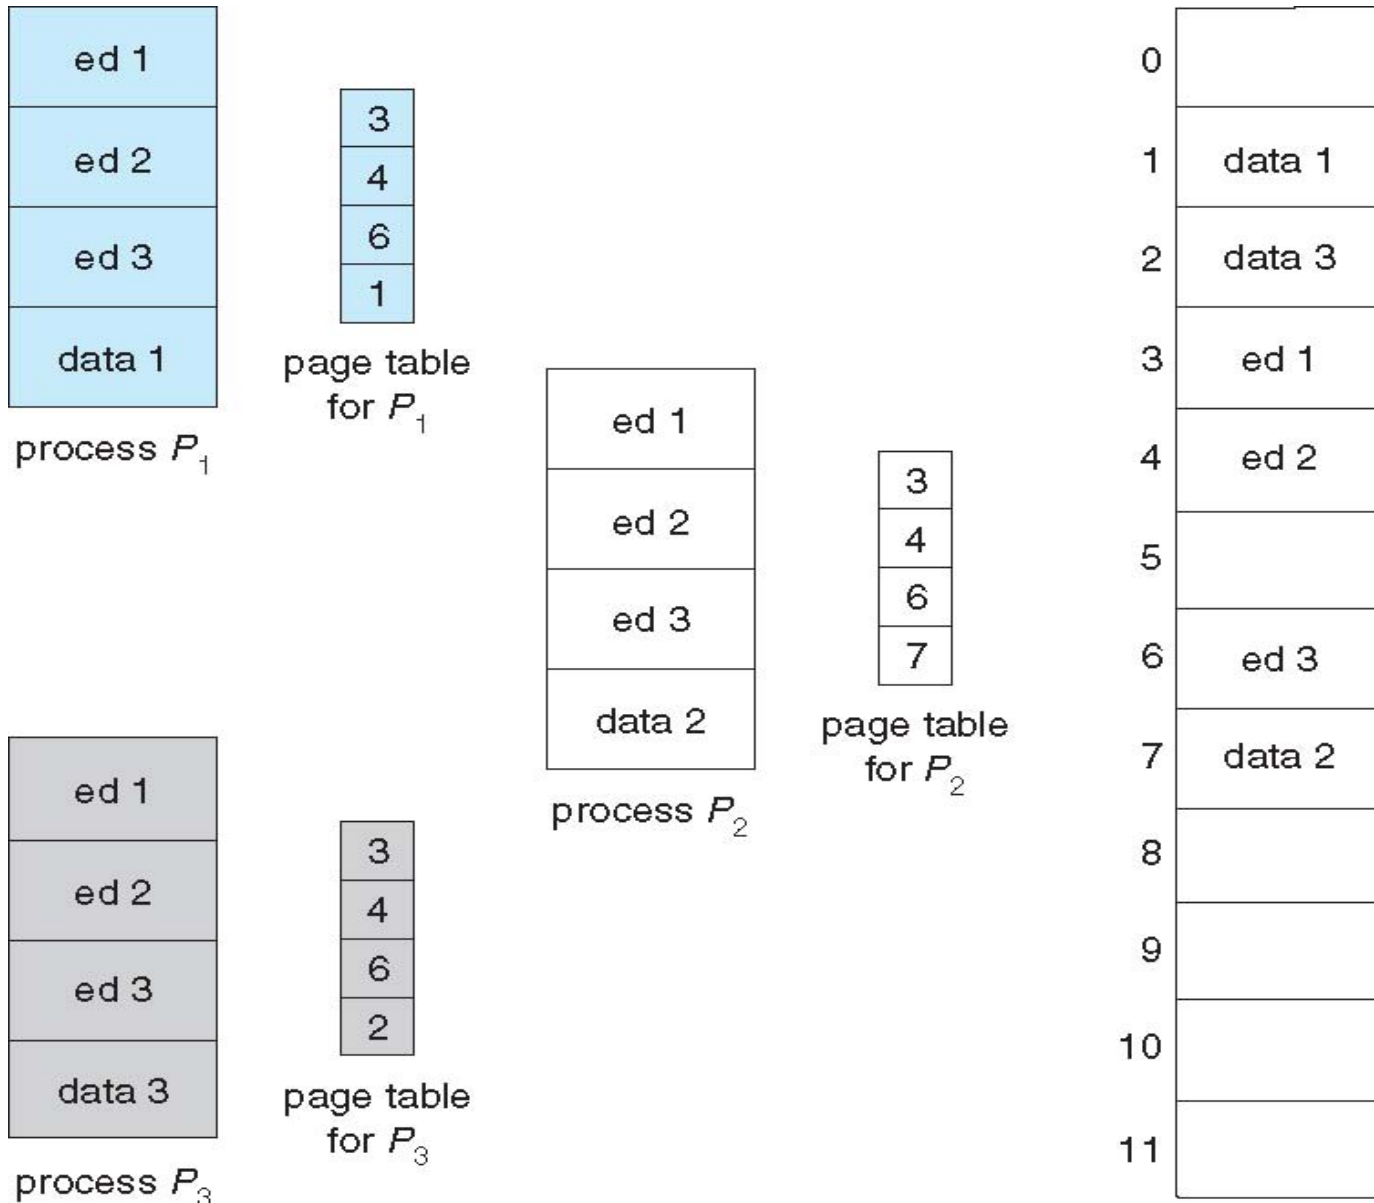 ed 1
ed 2
ed 3
data 1
process P1
3
4
6
1
page table
for P1
ed 1
ed 2
ed 3
data 2
process P2
3
4
6
7
page table
for P2
ed 1
ed 2
ed 3
data 3
process P3
3
4
6
2
page table
for P3
0
1 data 1
2 data 3
3 ed 1
4 ed 2
5
6 ed 3
7 data 2
8
9
10
11